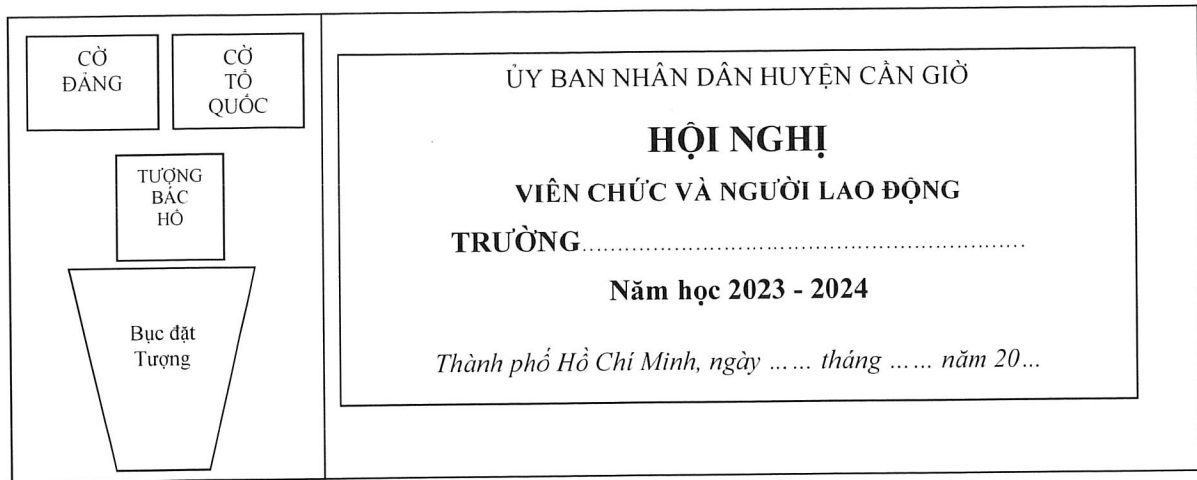 CỜ
ĐẢNG
CỜ
TỔ
QUỐC
TƯỢNG
BÁC
HỒ
Bục đặt
Tượng
ỦY BAN NHÂN DÂN HUYỆN CẦN GIỜ
HỘI NGHỊ
VIÊN CHỨC VÀ NGƯỜI LAO ĐỘNG
TRƯỜNG..............................................................
Năm học 2023 - 2024
Thành phố Hồ Chí Minh, ngày ...... tháng ...... năm 20...